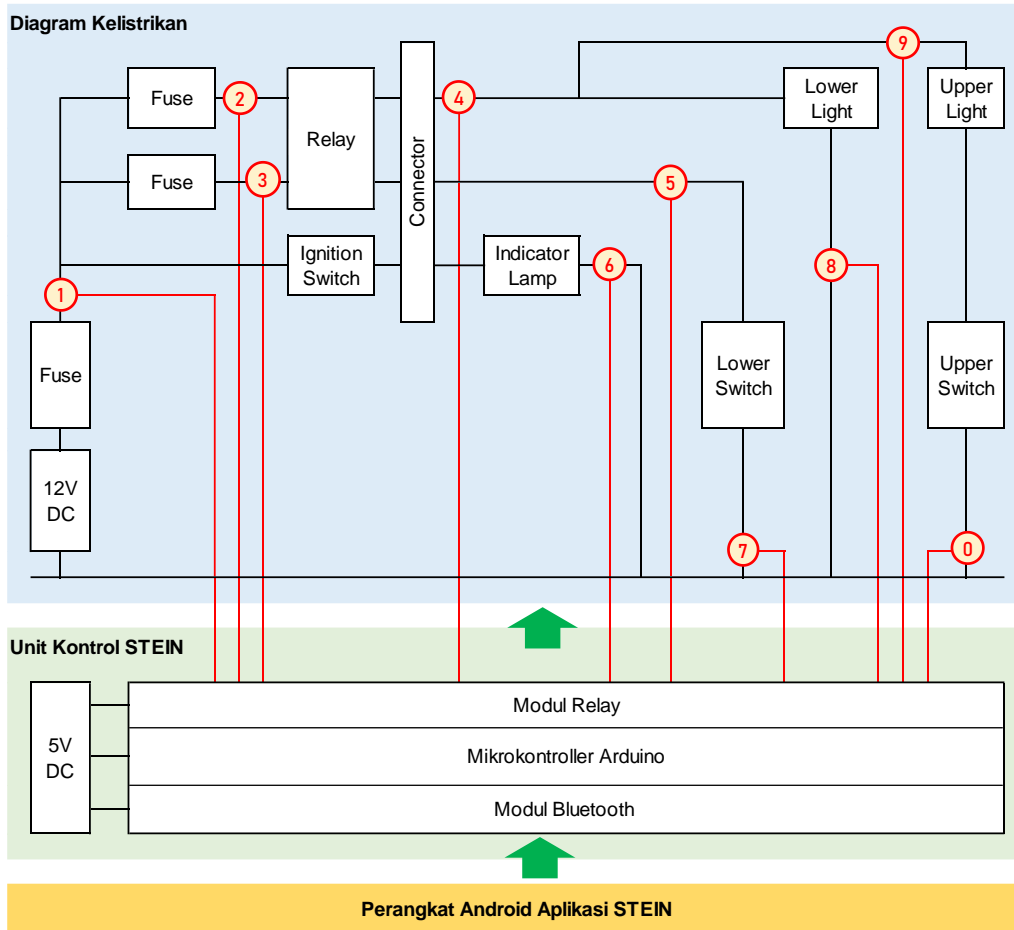 Diagram Kelistrikan
9
Fuse
2
Relay
Connector
4
Lower
Light
Upper
Light
Fuse
3
5
Ignition
Switch
Indicator
Lamp
6
8
1
Fuse
Lower
Switch
Upper
Switch
12V
DC
7
0
Unit Kontrol STEIN
5V
DC
Modul Relay
Mikrokontroller Arduino
Modul Bluetooth
Perangkat Android Aplikasi STEIN